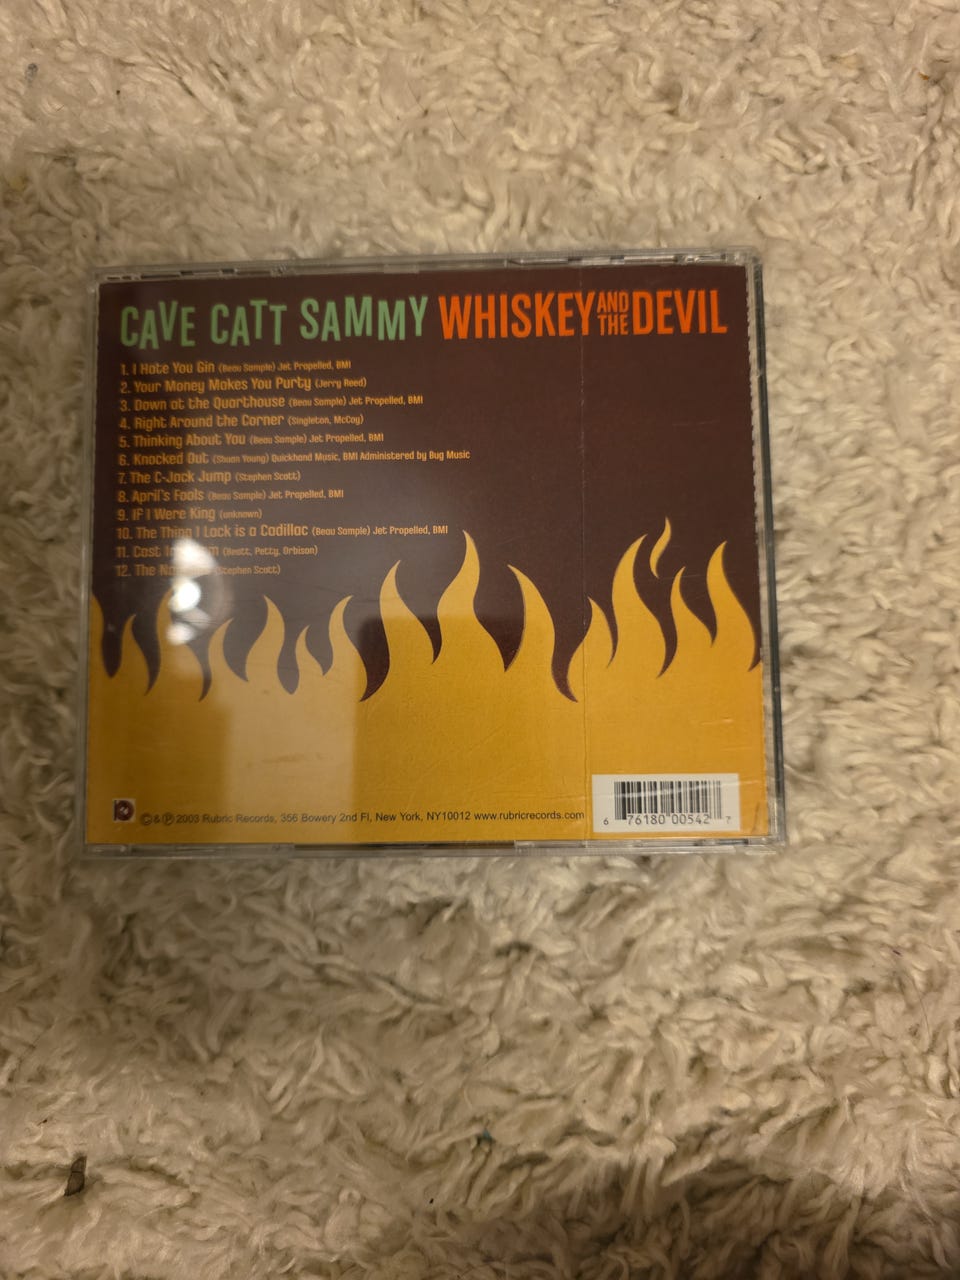 CAVE CATT SAMMY WHISKEY AND THE DEVIL
1. I Hate You Gin (Beau Sample) Jet Propelled, BMI
2. Your Money Makes You Purty (Jerry Reed)
3. Down at the Quarthouse (Beau Sample) Jet Propelled, BMI
4. Right Around the Corner (Singleton, McCoy)
5. Thinking About You (Beau Sample) Jet Propelled, BMI
6. Knocked Out (Shaun Young) Quickhand Music, BMI Administered by Bug Music
7. The C-Jack Jump (Stephen Scott)
8. April's Fools (Beau Sample) Jet Propelled, BMI
9. IF I Were King (unknown)
10. The Thing I Lack is a Cadillac (Beau Sample) Jet Propelled, BMI
11. Cast (Beatt, Petty, Orbison)
12. The (Stephen Scott)
©&℗ 2003 Rubric Records, 356 Bowery 2nd Fl, New York, NY10012 www.rubricrecords.com
6 76180 00542 7